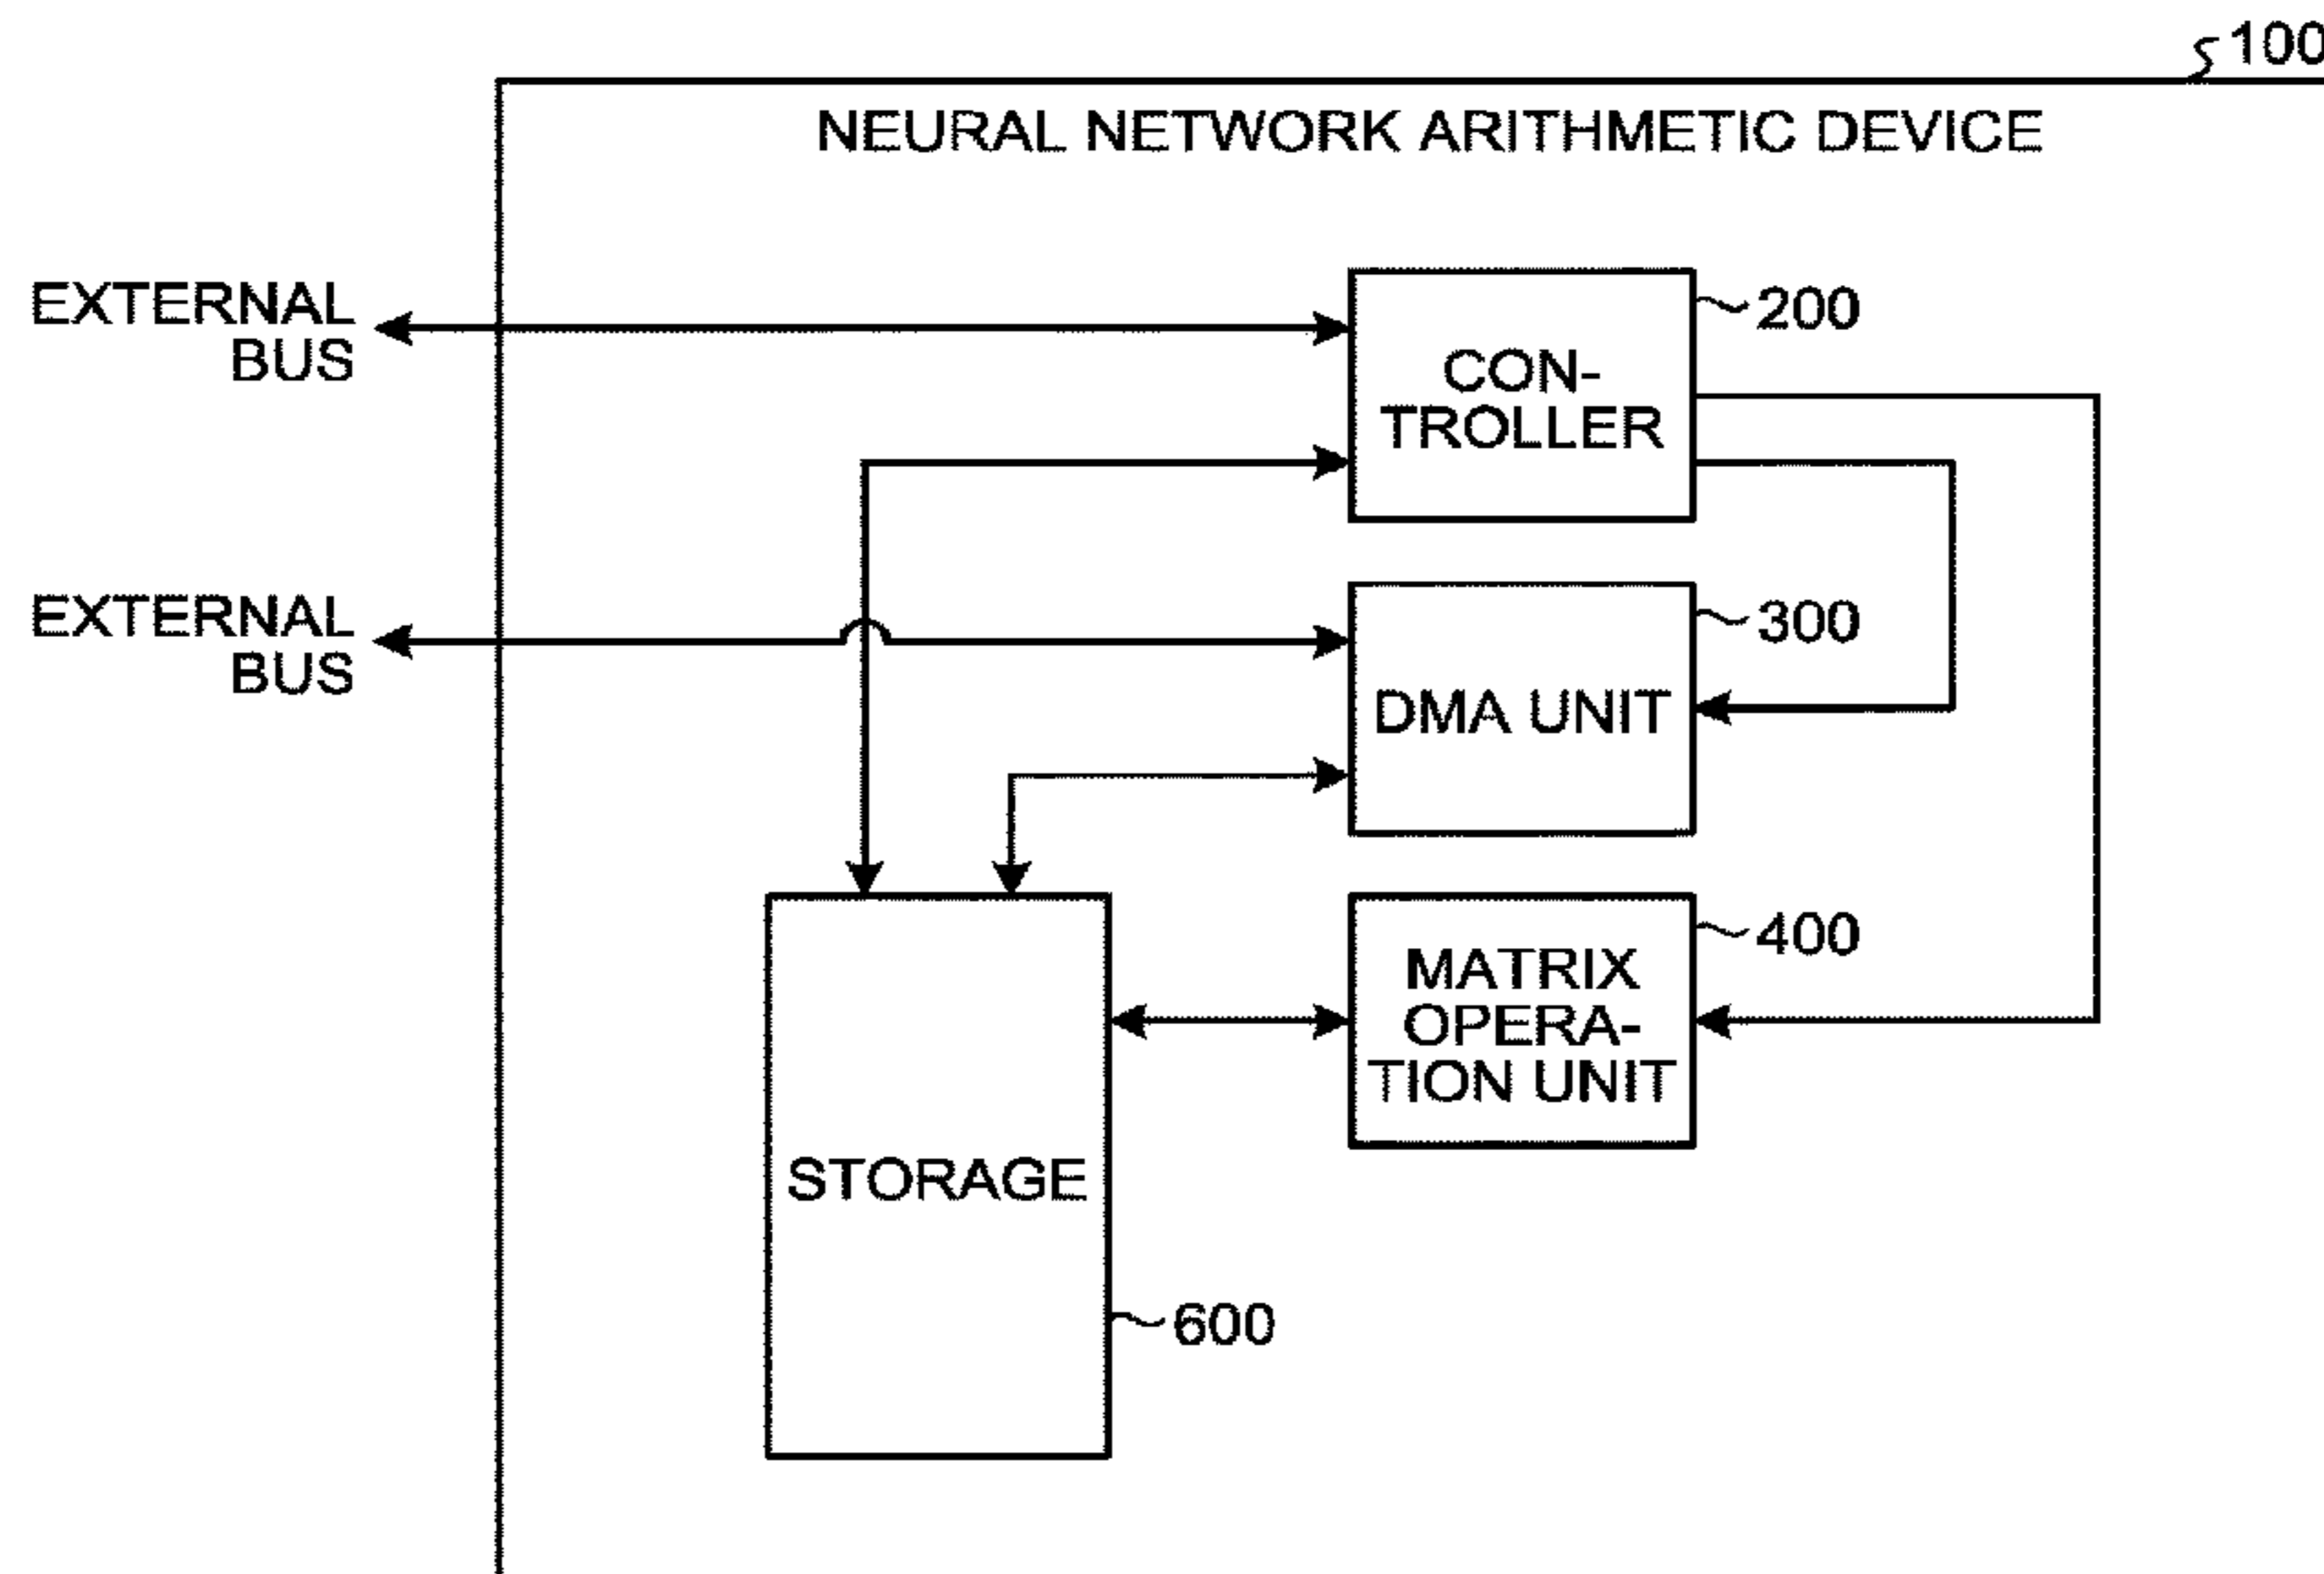 100
NEURAL NETWORK ARITHMETIC DEVICE
EXTERNAL
BUS
200
CON-
TROLLER
EXTERNAL
BUS
300
DMA UNIT
400
MATRIX
OPERA-
TION UNIT
STORAGE
600